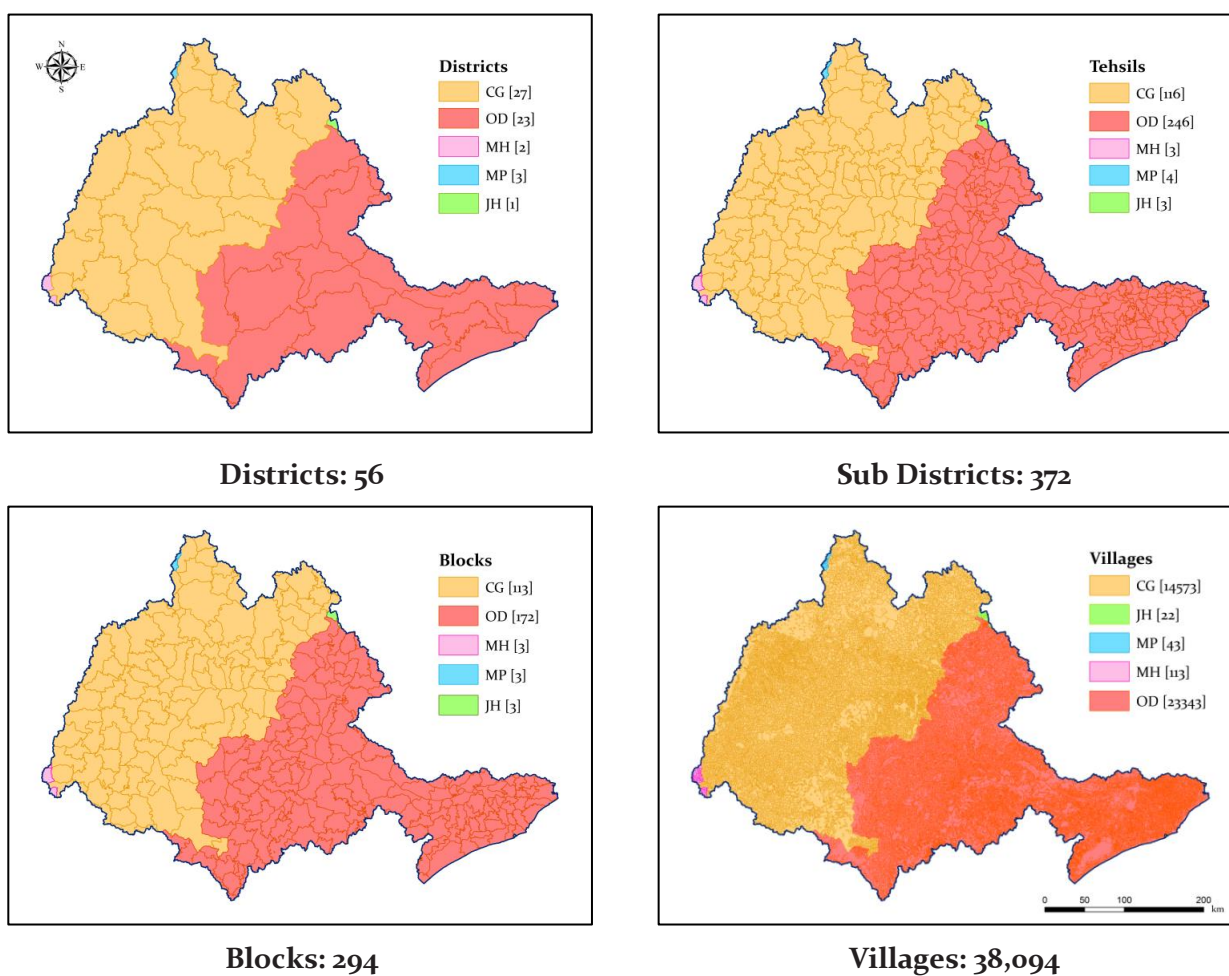 N
W E
S
Districts
CG [27]
OD [23]
MH [2]
MP [3]
JH [1]
Districts: 56
Tehsils
CG [116]
OD [246]
MH [3]
MP [4]
JH [3]
Sub Districts: 372
Blocks
CG [113]
OD [172]
MH [3]
MP [3]
JH [3]
Blocks: 294
Villages
CG [14573]
JH [22]
MP [43]
MH [113]
OD [23343]
0 50 100 200
km
Villages: 38,094